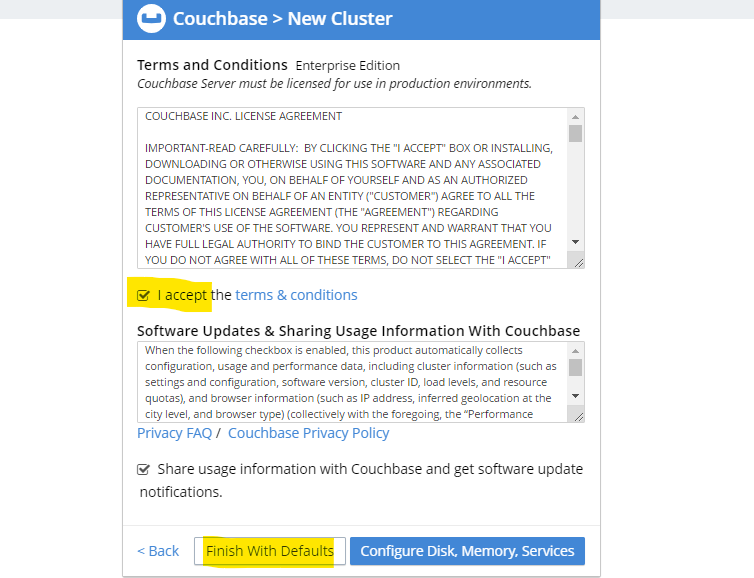 Couchbase > New Cluster
Terms and Conditions Enterprise Edition
Couchbase Server must be licensed for use in production environments.
COUCHBASE INC. LICENSE AGREEMENT
IMPORTANT-READ CAREFULLY: BY CLICKING THE "I ACCEPT" BOX OR INSTALLING,
DOWNLOADING OR OTHERWISE USING THIS SOFTWARE AND ANY ASSOCIATED
DOCUMENTATION, YOU, ON BEHALF OF YOURSELF AND AS AN AUTHORIZED
REPRESENTATIVE ON BEHALF OF AN ENTITY ("CUSTOMER") AGREE TO ALL THE
TERMS OF THIS LICENSE AGREEMENT (THE "AGREEMENT") REGARDING
CUSTOMER'S USE OF THE SOFTWARE. YOU REPRESENT AND WARRANT THAT YOU
HAVE FULL LEGAL AUTHORITY TO BIND THE CUSTOMER TO THIS AGREEMENT. IF
YOU DO NOT AGREE WITH ALL OF THESE TERMS, DO NOT SELECT THE "I ACCEPT"
I accept the terms & conditions
Software Updates & Sharing Usage Information With Couchbase
When the following checkbox is enabled, this product automatically collects
configuration, usage and performance data, including cluster information (such as
settings and configuration, software version, cluster ID, load levels, and resource
quotas), and browser information (such as IP address, inferred geolocation at the
city level, and browser type) (collectively with the foregoing, the “Performance
Privacy FAQ / Couchbase Privacy Policy
Share usage information with Couchbase and get software update
notifications.
< Back Finish With Defaults Configure Disk, Memory, Services